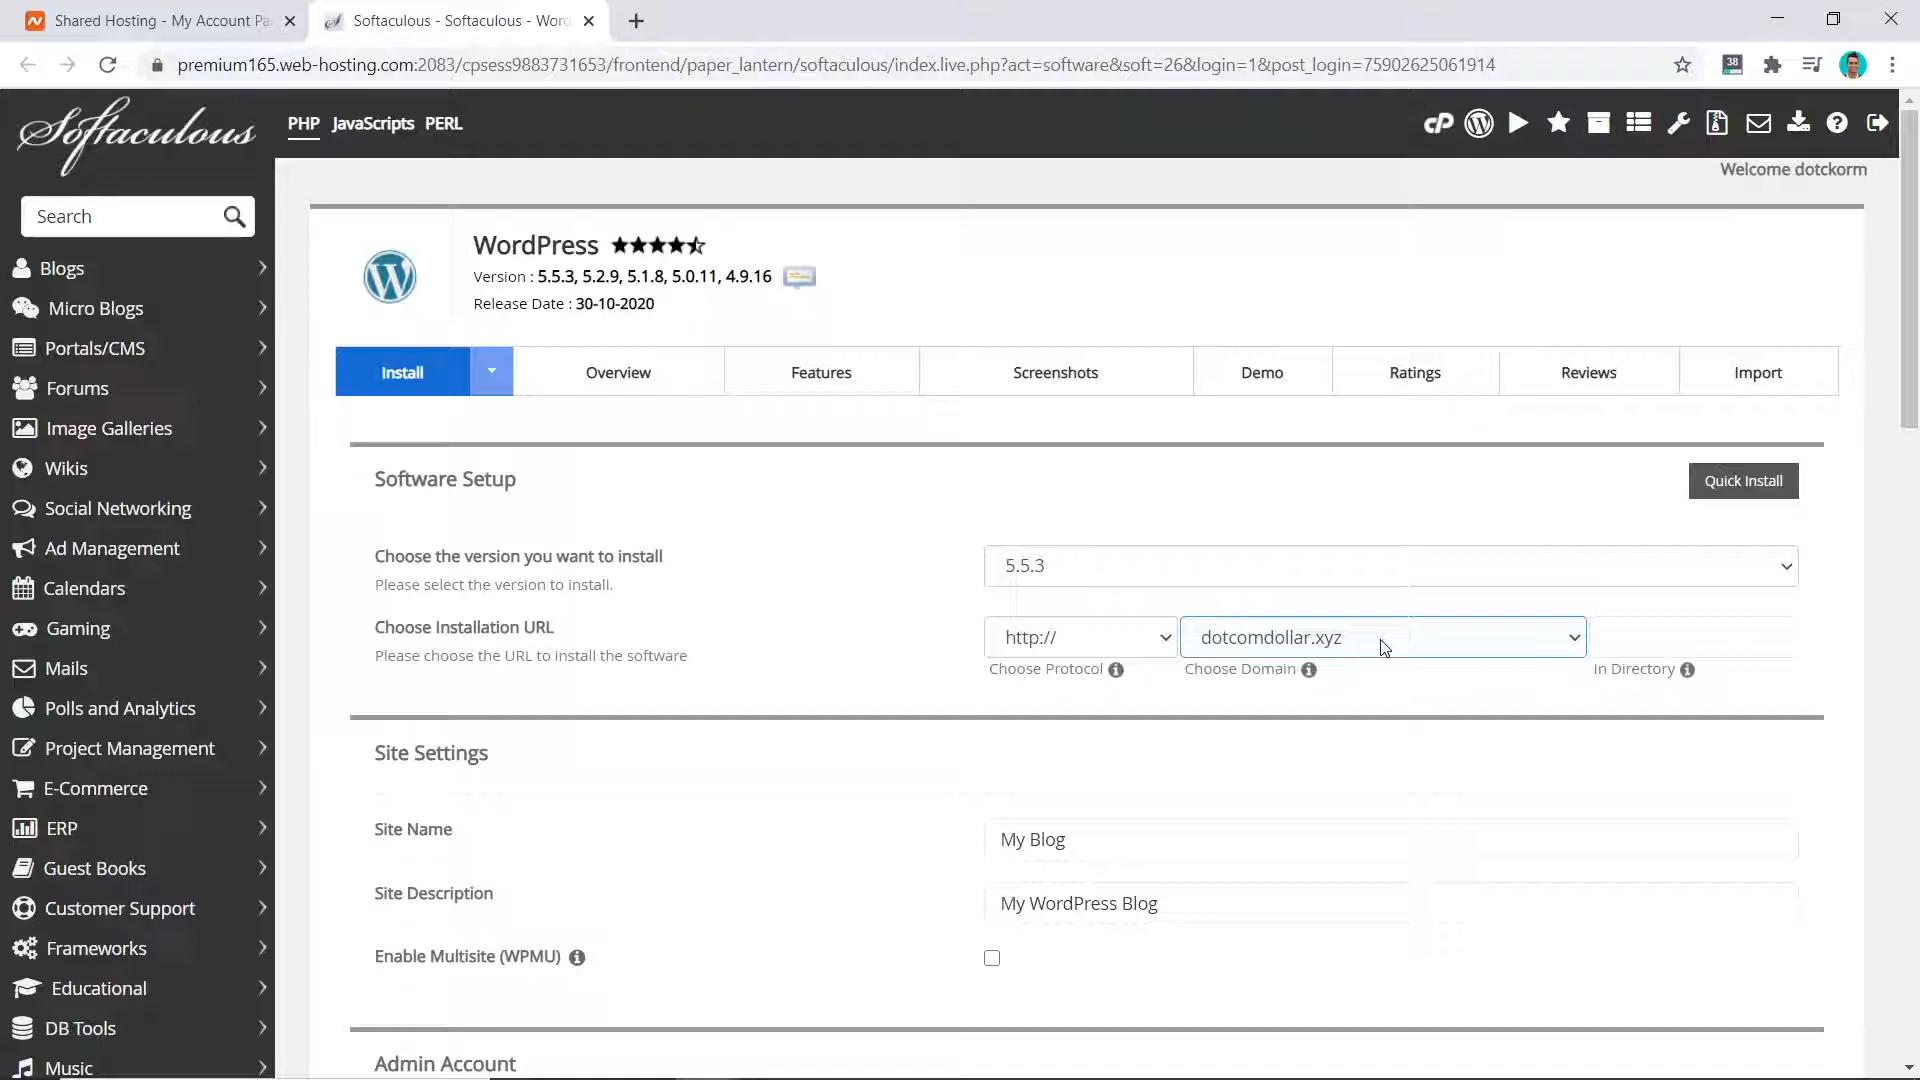 Shared Hosting - My Account Pa
Softaculous - Softaculous - Word
premium165.web-hosting.com:2083/cpsess9883731653/frontend/paper_lantern/softaculous/index.live.php?act=software&soft=26&login=1&post_login=75902625061914
38
Softaculous
PHP JavaScripts PERL
cP
Welcome dotckorm
Search
Blogs
Micro Blogs
Portals/CMS
Forums
Image Galleries
Wikis
Social Networking
Ad Management
Calendars
Gaming
Mails
Polls and Analytics
Project Management
E-Commerce
ERP
Guest Books
Customer Support
Frameworks
Educational
DB Tools
Music
WordPress
Version : 5.5.3, 5.2.9, 5.1.8, 5.0.11, 4.9.16
Release Date : 30-10-2020
Install Overview Features Screenshots Demo Ratings Reviews Import
Software Setup
Quick Install
Choose the version you want to install
Please select the version to install.
5.5.3
Choose Installation URL
Please choose the URL to install the software
http:// dotcomdollar.xyz
Choose Protocol Choose Domain In Directory
Site Settings
Site Name
My Blog
Site Description
My WordPress Blog
Enable Multisite (WPMU)
Admin Account